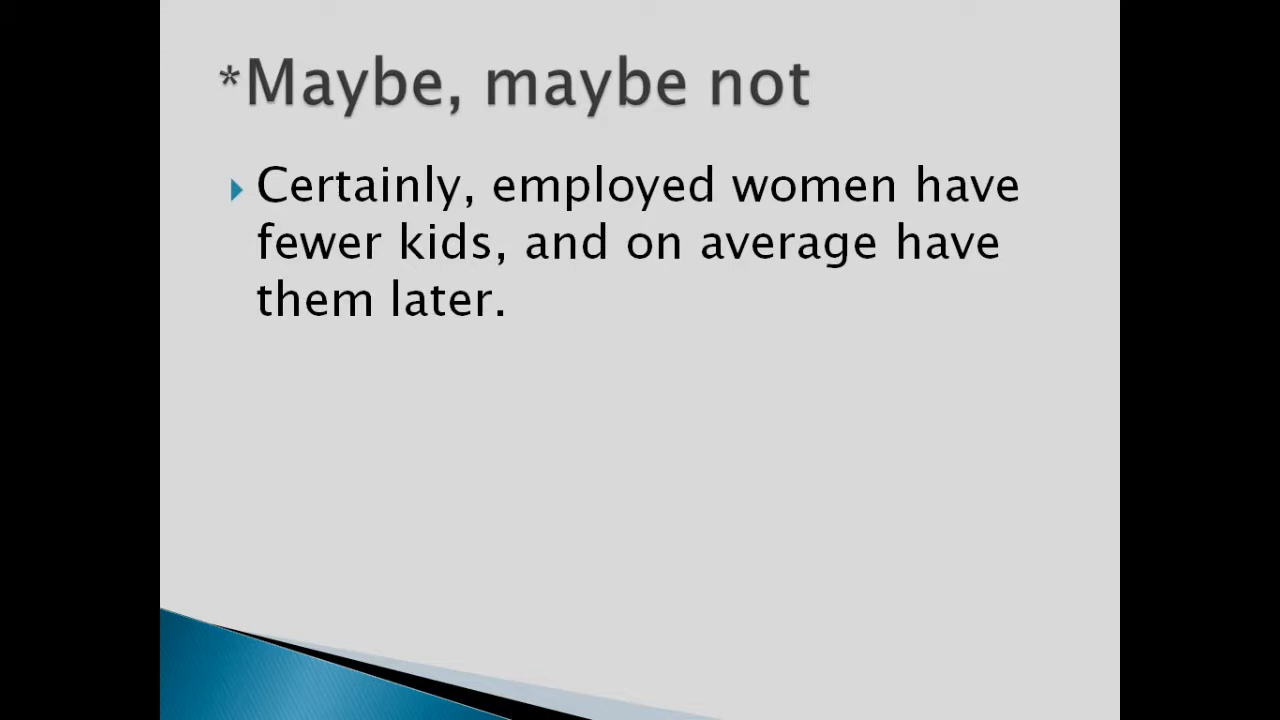 *Maybe, maybe not
Certainly, employed women have
fewer kids, and on average have
them later.